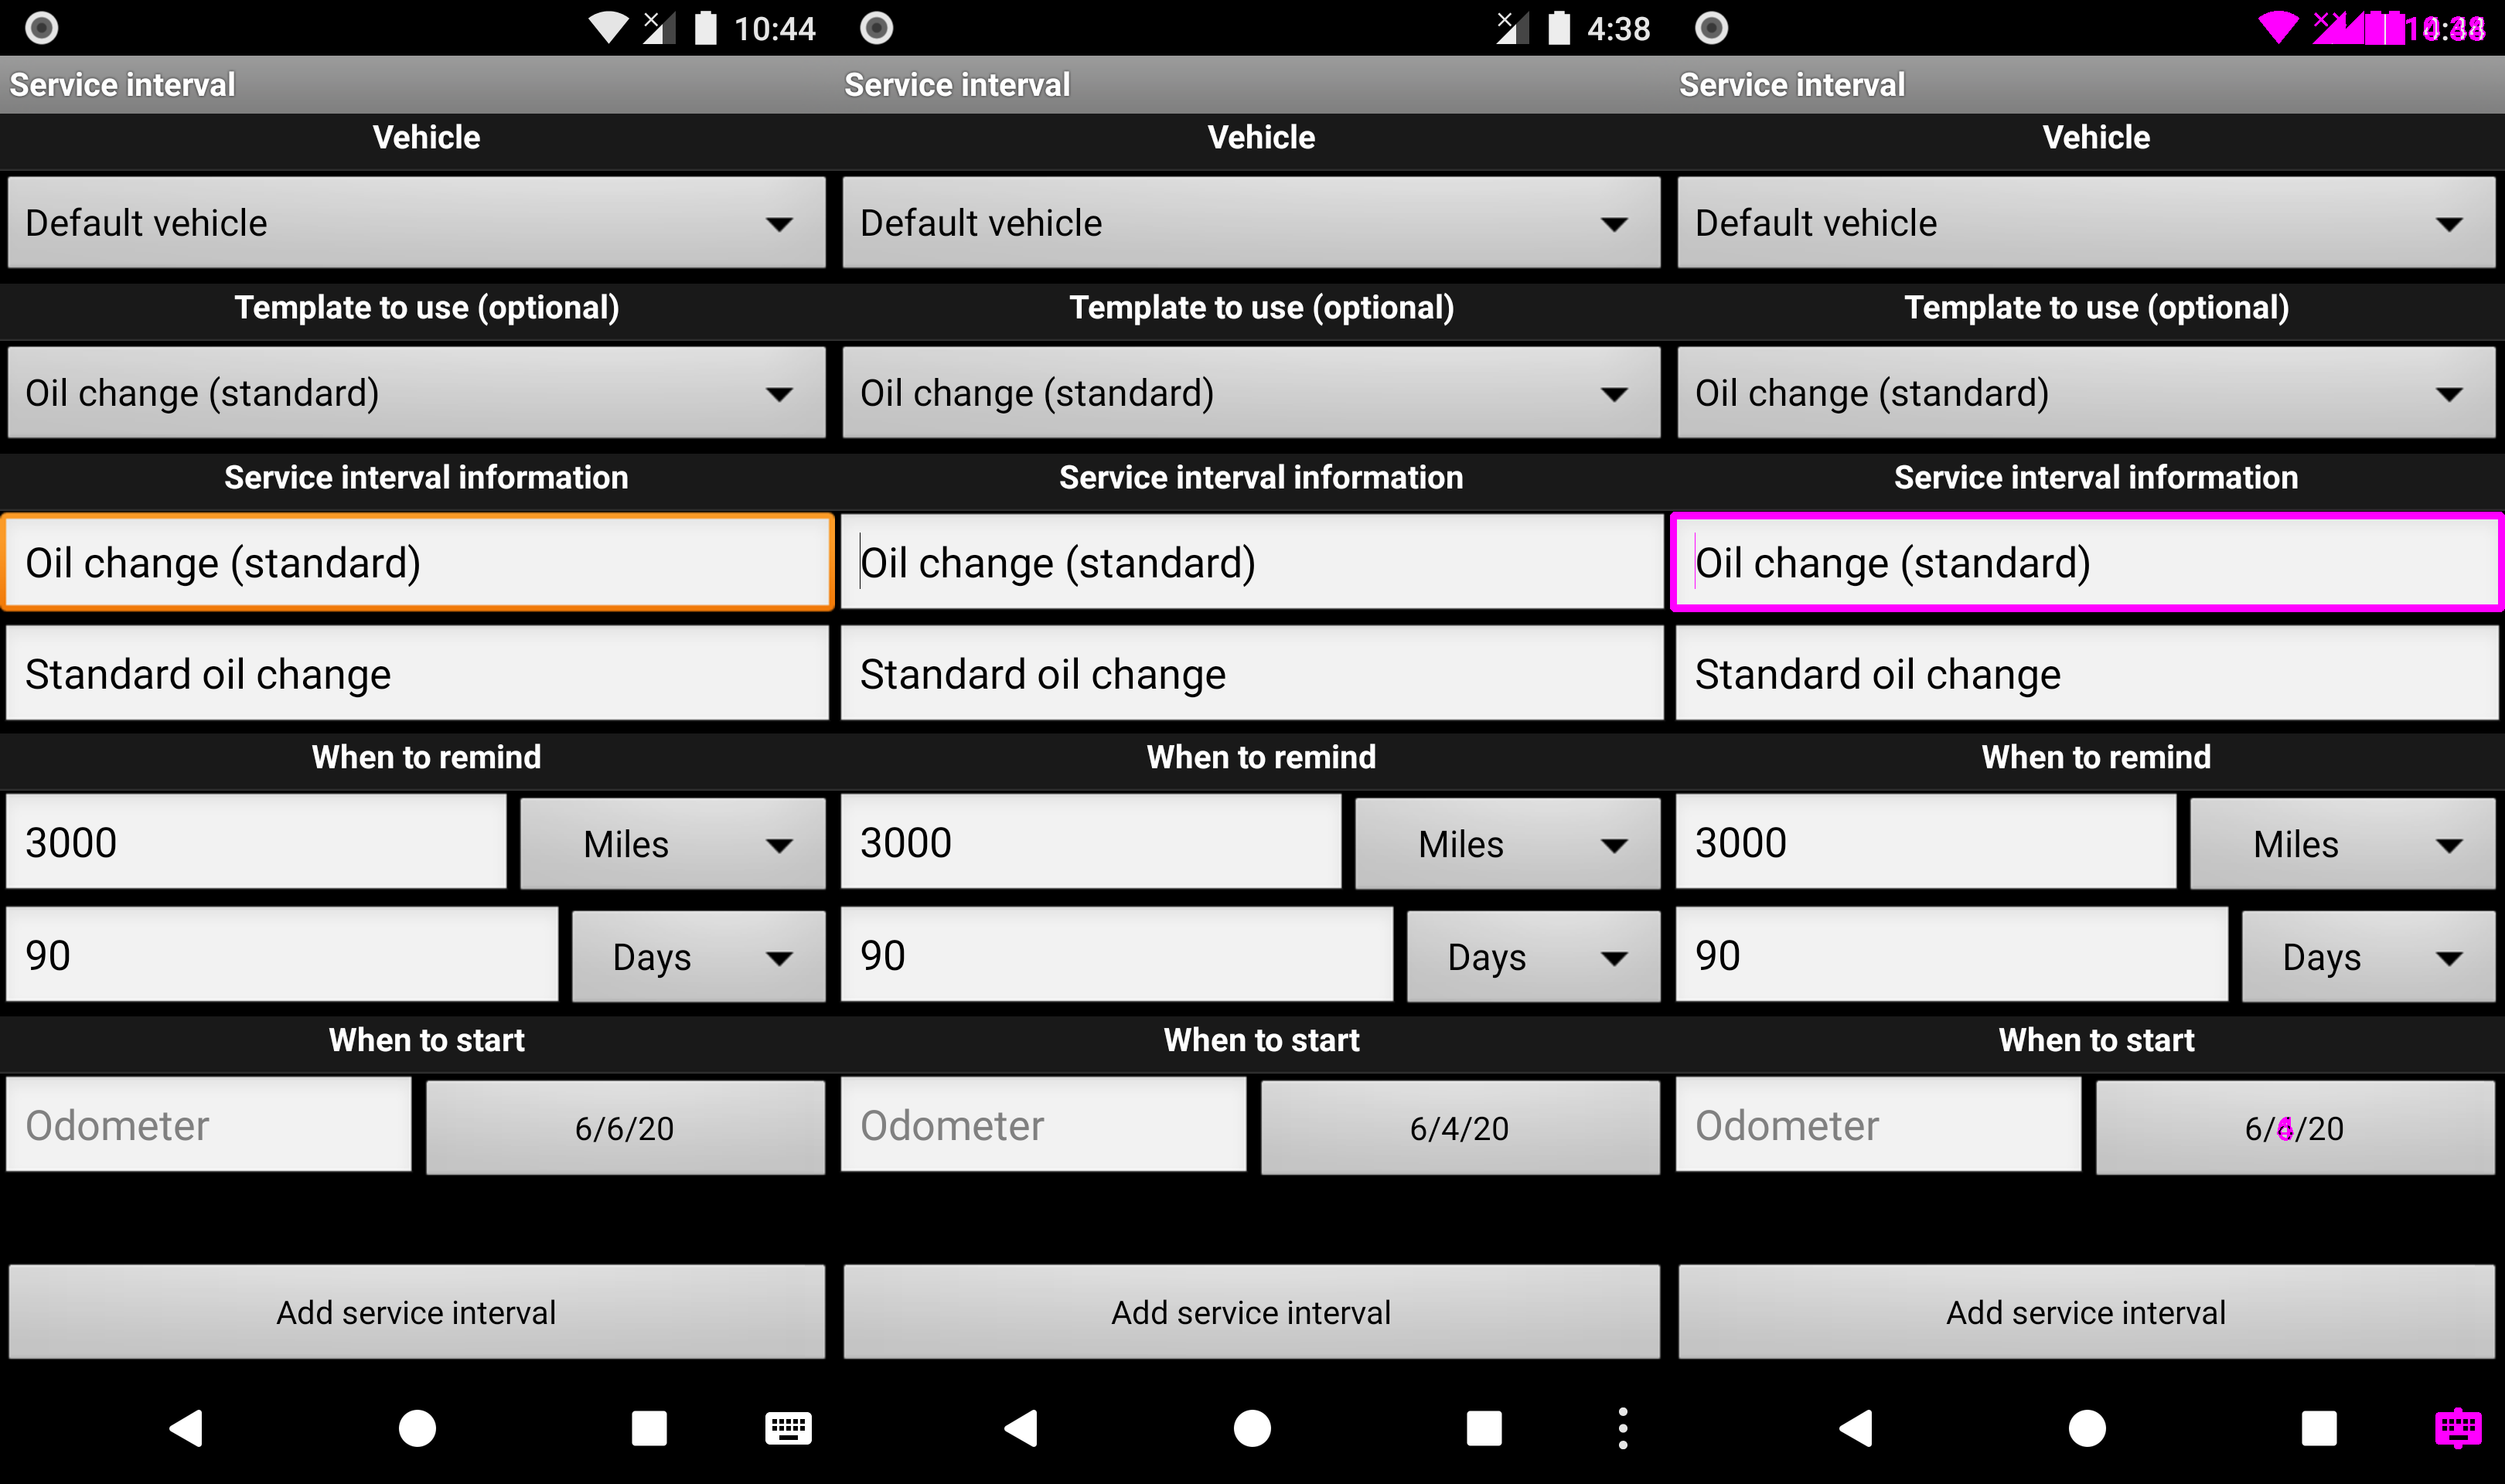 10:44
Service interval
Vehicle
Default vehicle
Template to use (optional)
Oil change (standard)
Service interval information
Oil change (standard)
Standard oil change
When to remind
3000 Miles
90 Days
When to start
Odometer 6/6/20
Add service interval
4:38
Service interval
Vehicle
Default vehicle
Template to use (optional)
Oil change (standard)
Service interval information
Oil change (standard)
Standard oil change
When to remind
3000 Miles
90 Days
When to start
Odometer 6/4/20
Add service interval
Service interval
Vehicle
Default vehicle
Template to use (optional)
Oil change (standard)
Service interval information
Oil change (standard)
Standard oil change
When to remind
3000 Miles
90 Days
When to start
Odometer
Add service interval